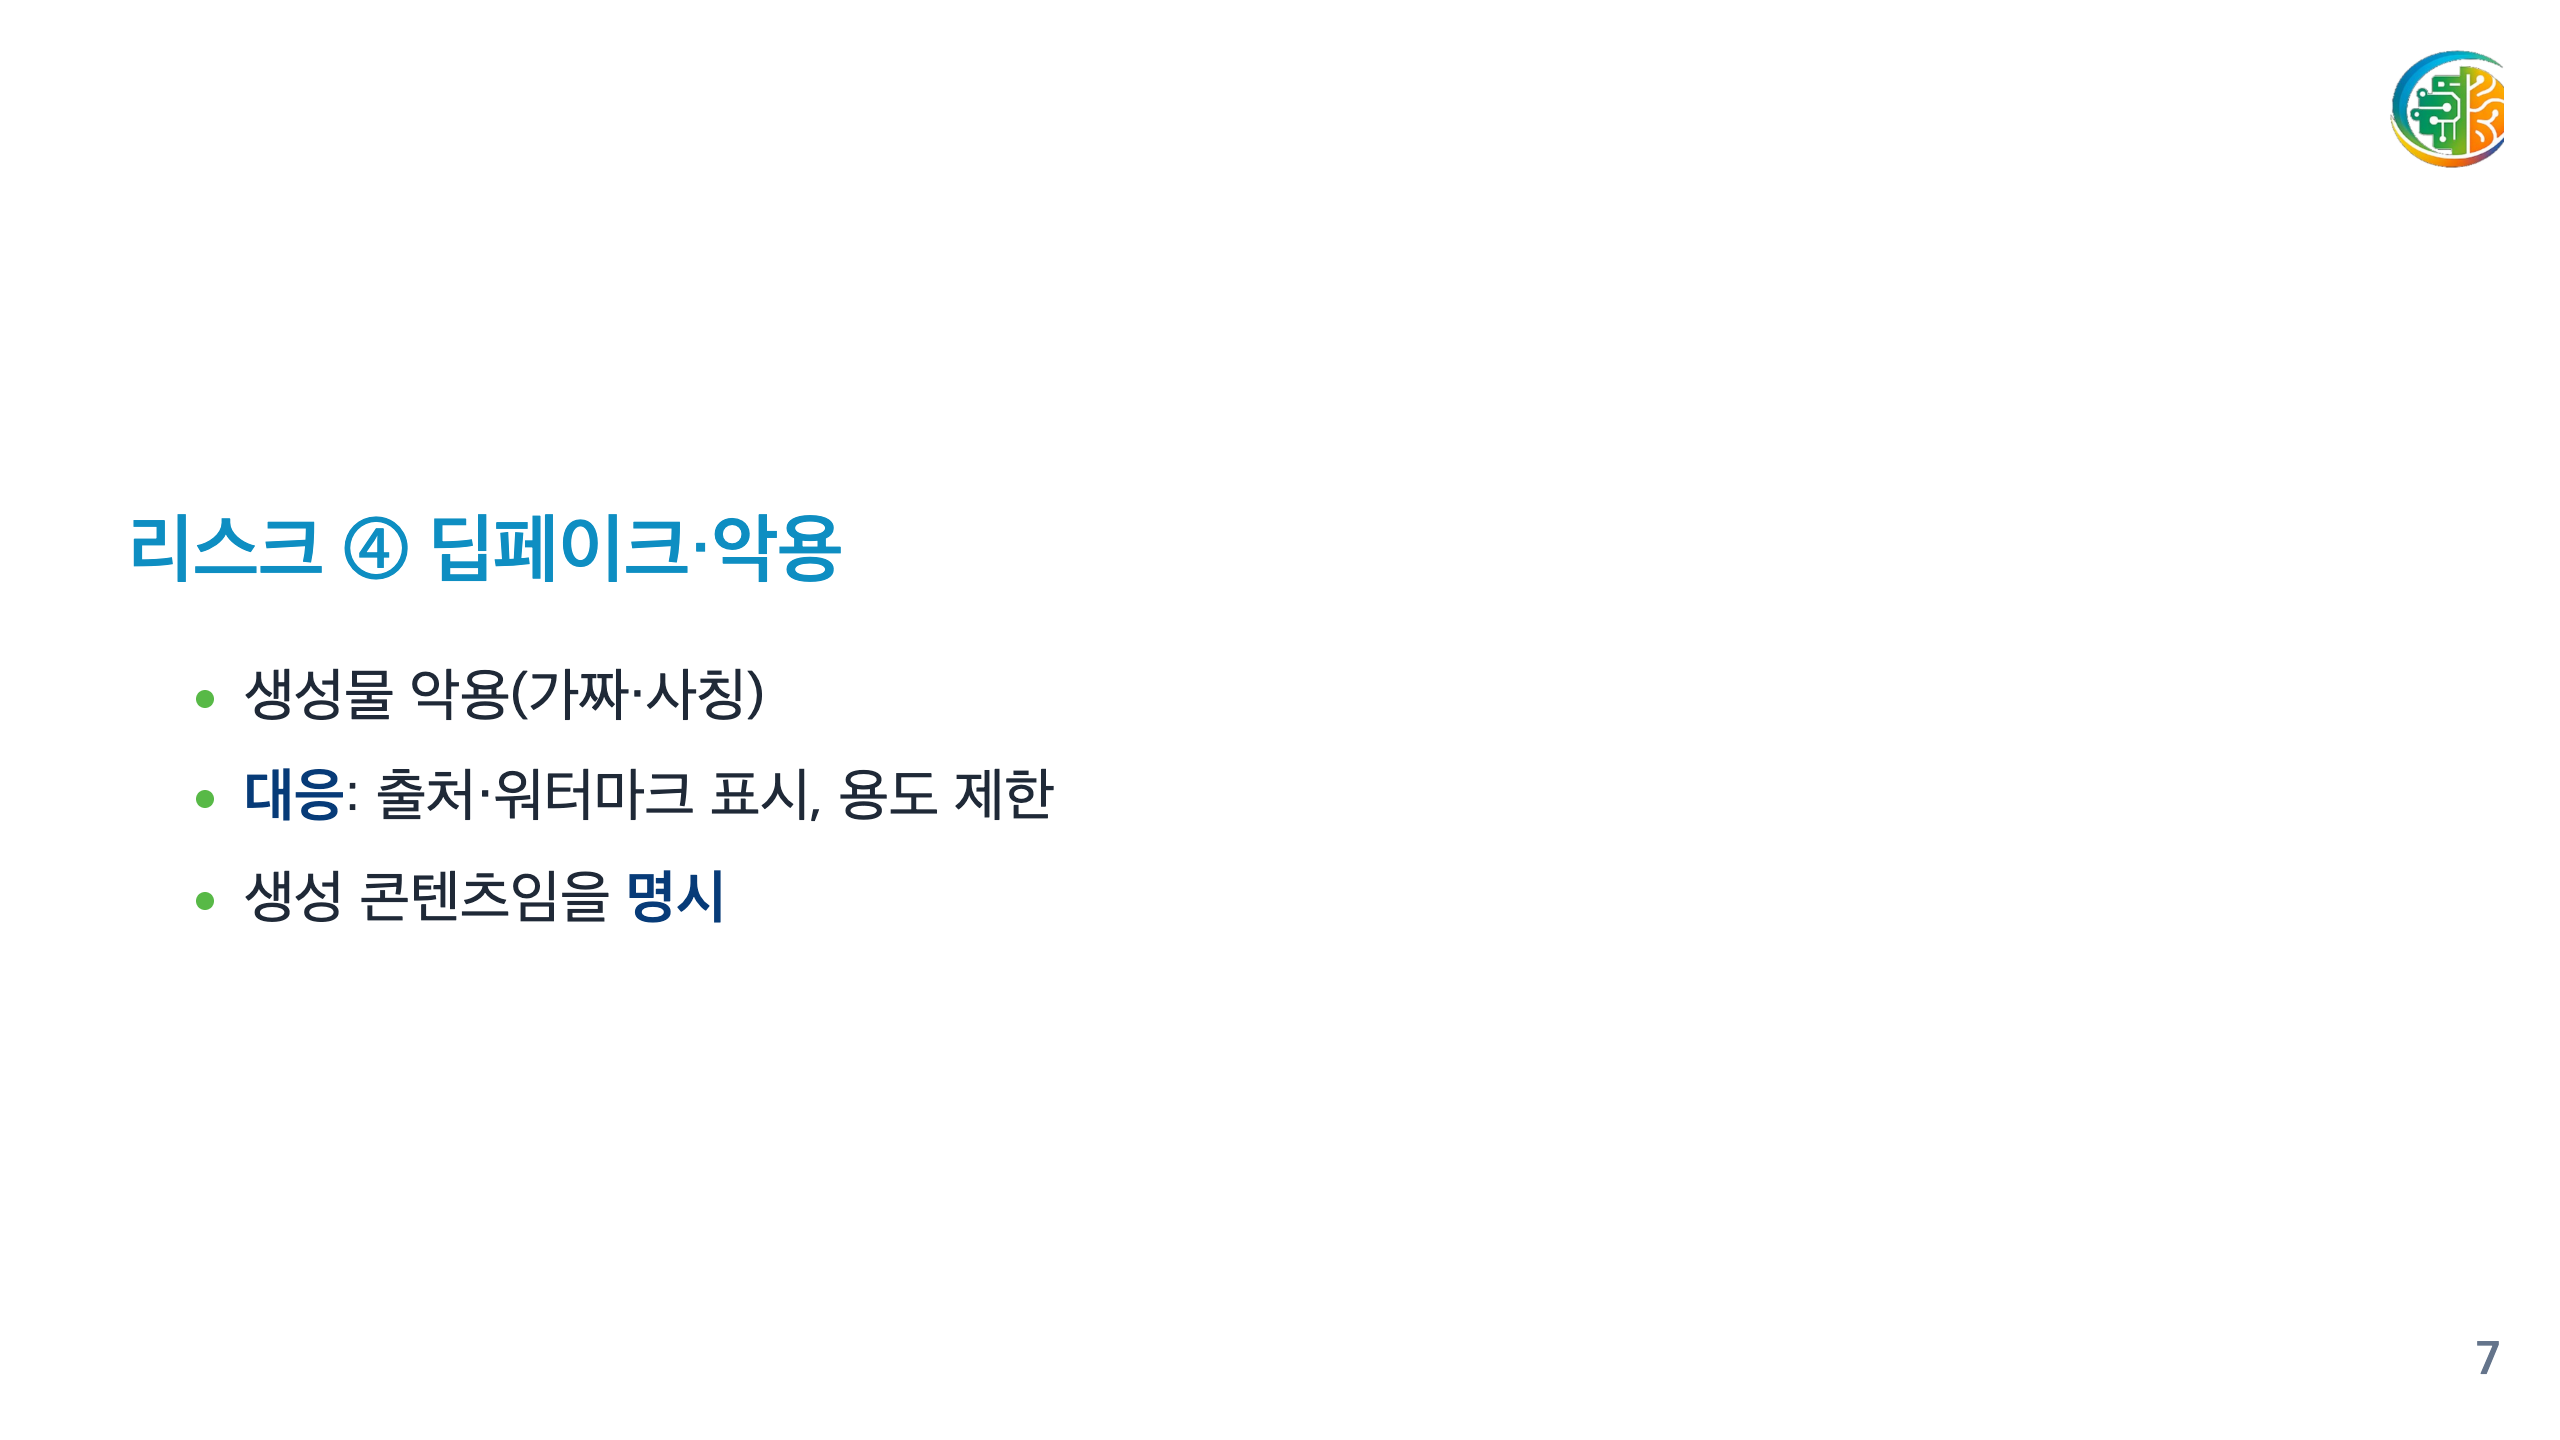 리스크 ④ 딥페이크·악용
생성물 악용(가짜·사칭)
대응: 출처·워터마크 표시, 용도 제한
생성 콘텐츠임을 명시
7